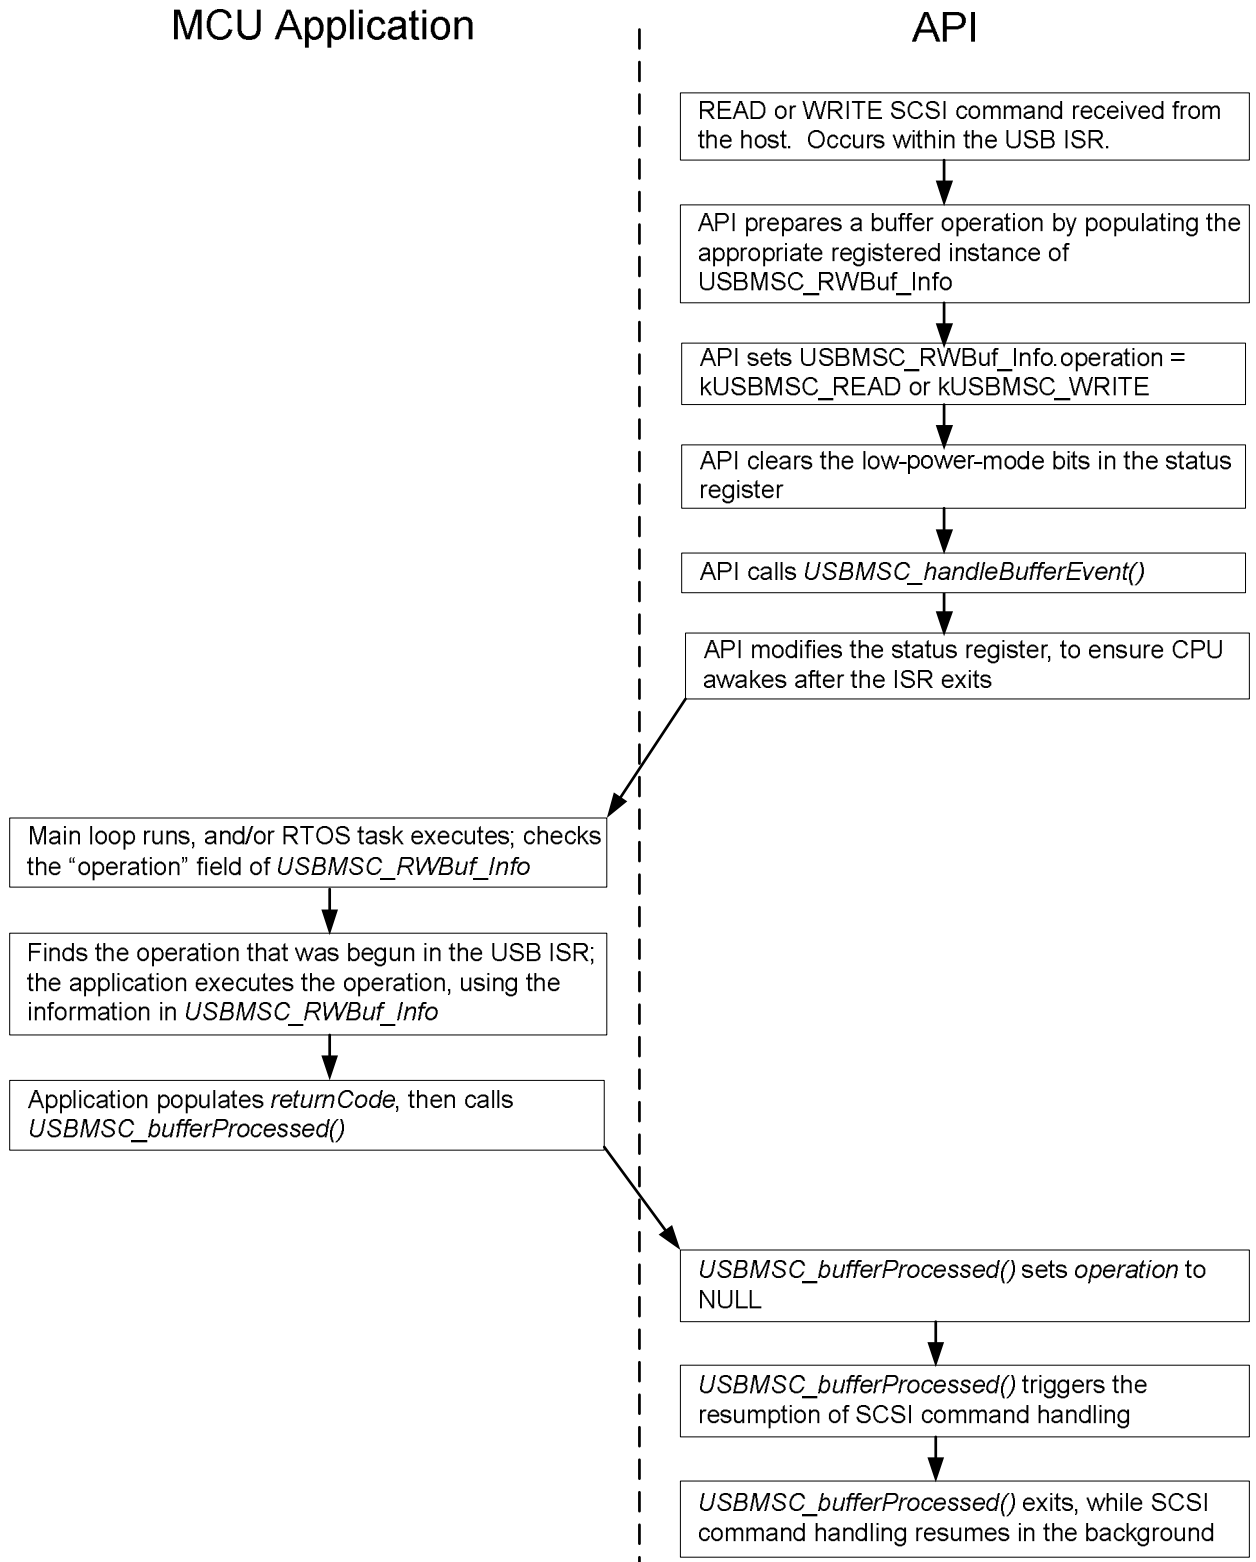 MCU Application
API
READ or WRITE SCSI command received from
the host.  Occurs within the USB ISR.
API prepares a buffer operation by populating the
appropriate registered instance of
USBMSC_RWBuf_Info
API sets USBMSC_RWBuf_Info.operation =
kUSBMSC_READ or kUSBMSC_WRITE
API clears the low-power-mode bits in the status
register
API calls USBMSC_handleBufferEvent()
API modifies the status register, to ensure CPU
awakes after the ISR exits
Main loop runs, and/or RTOS task executes; checks
the “operation” field of USBMSC_RWBuf_Info
Finds the operation that was begun in the USB ISR;
the application executes the operation, using the
information in USBMSC_RWBuf_Info
Application populates returnCode, then calls
USBMSC_bufferProcessed()
USBMSC_bufferProcessed() sets operation to
NULL
USBMSC_bufferProcessed() triggers the
resumption of SCSI command handling
USBMSC_bufferProcessed() exits, while SCSI
command handling resumes in the background